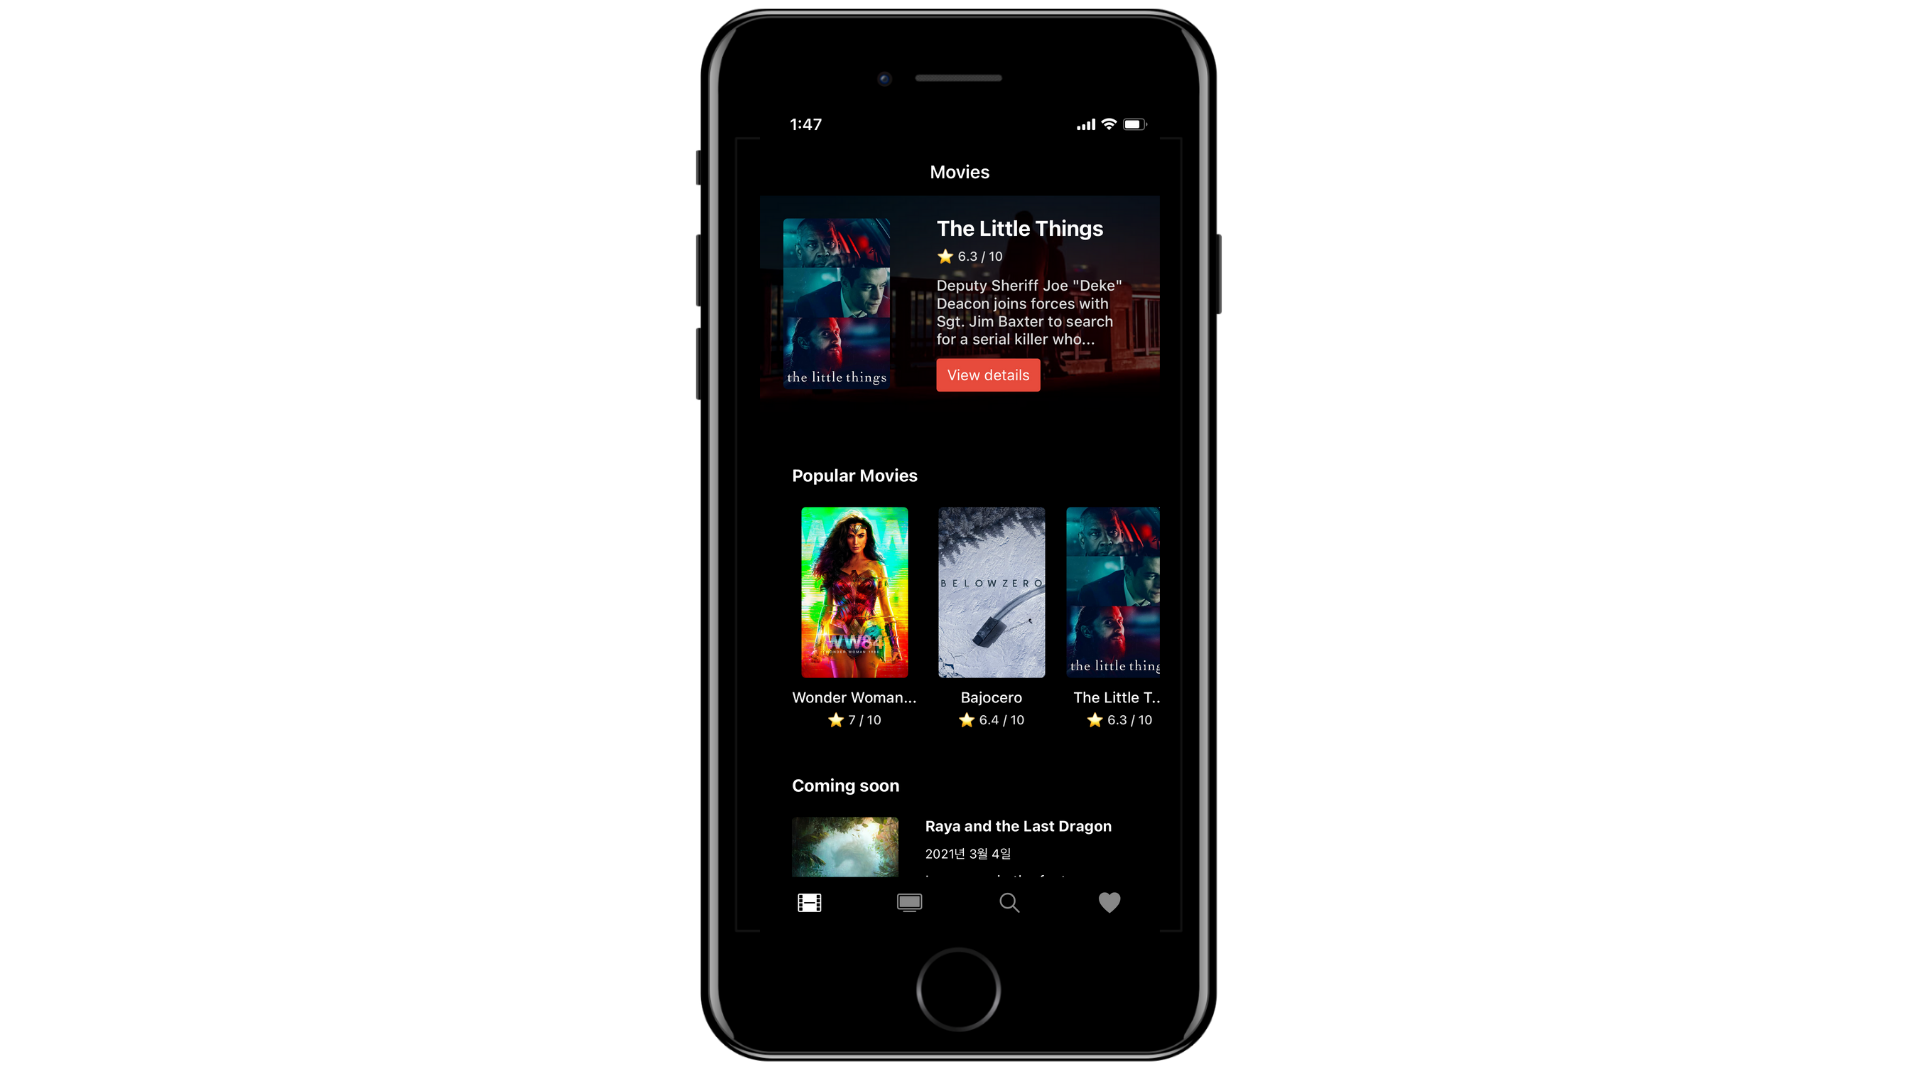 1:47
Movies
The Little Things
⭐ 6.3 / 10
Deputy Sheriff Joe "Deke"
Deacon joins forces with
Sgt. Jim Baxter to search
for a serial killer who...
View details
the little things
Popular Movies
BELOWZERO
WW84
WONDER WOMAN 1984
the little thing
Wonder Woman...
⭐ 7 / 10
Bajocero
⭐ 6.4 / 10
The Little T..
⭐ 6.3 / 10
Coming soon
Raya and the Last Dragon
2021년 3월 4일